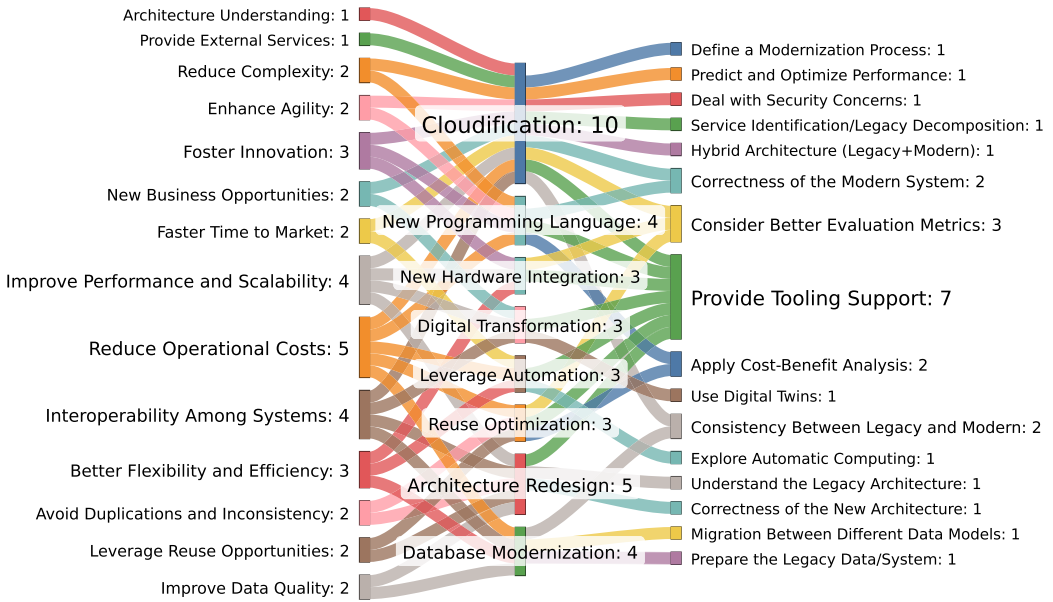 Architecture Understanding: 1
Provide External Services: 1
Reduce Complexity: 2
Enhance Agility: 2
Foster Innovation: 3
New Business Opportunities: 2
Faster Time to Market: 2
Improve Performance and Scalability: 4
Reduce Operational Costs: 5
Interoperability Among Systems: 4
Better Flexibility and Efficiency: 3
Avoid Duplications and Inconsistency: 2
Leverage Reuse Opportunities: 2
Improve Data Quality: 2
Cloudification: 10
New Programming Language: 4
New Hardware Integration: 3
Digital Transformation: 3
Leverage Automation: 3
Reuse Optimization: 3
Architecture Redesign: 5
Database Modernization: 4
Define a Modernization Process: 1
Predict and Optimize Performance: 1
Deal with Security Concerns: 1
Service Identification/Legacy Decomposition: 1
Hybrid Architecture (Legacy+Modern): 1
Correctness of the Modern System: 2
Consider Better Evaluation Metrics: 3
Provide Tooling Support: 7
Apply Cost-Benefit Analysis: 2
Use Digital Twins: 1
Consistency Between Legacy and Modern: 2
Explore Automatic Computing: 1
Understand the Legacy Architecture: 1
Correctness of the New Architecture: 1
Migration Between Different Data Models: 1
Prepare the Legacy Data/System: 1